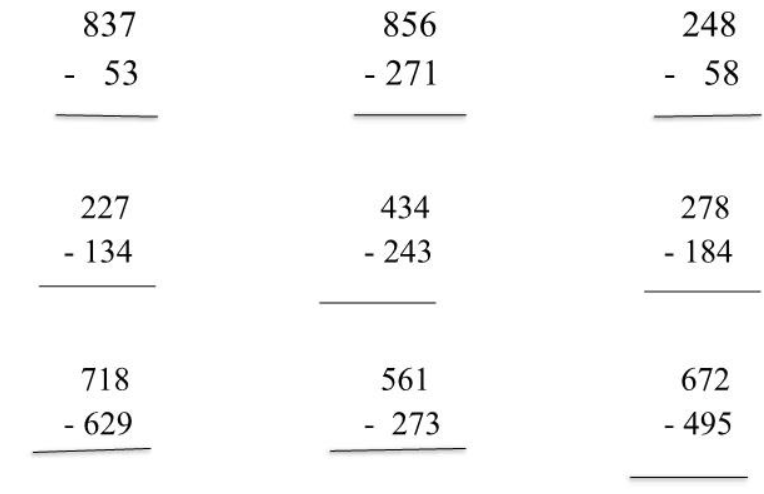 837 856 248
- 53 - 271 - 58
227 434 278
- 134 - 243 - 184
718 561 672
- 629 - 273 - 495